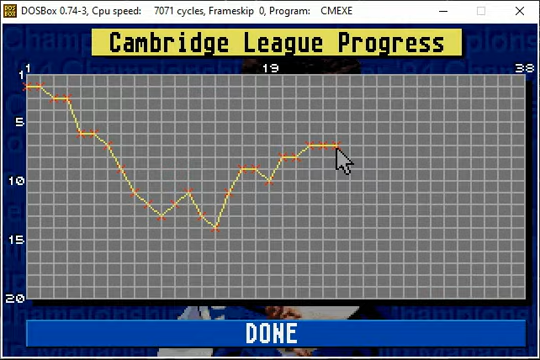 DOSBox 0.74-3, Cpu speed: 7071 cycles, Frameskip 0, Program: CMEXE
Cambridge League Progress
1 19 38
1
5
10
15
20
DONE